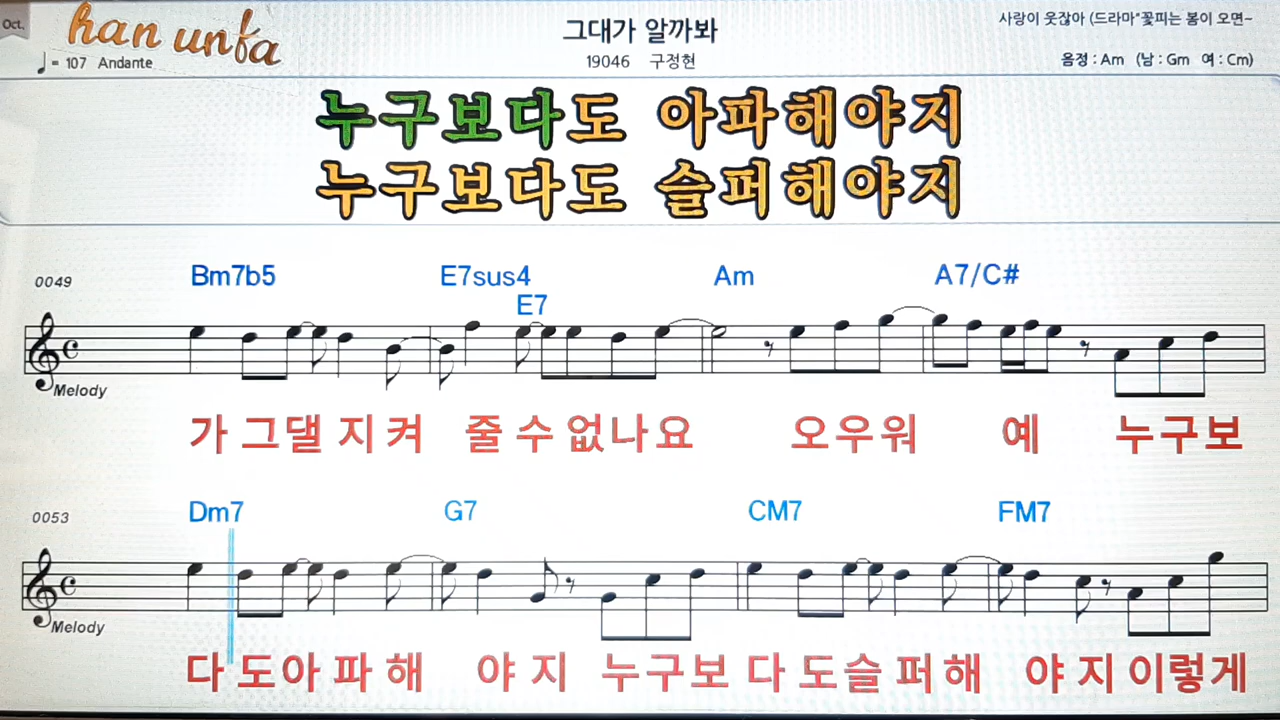 Oct.
han unfa
♩= 107 Andante
그대가 알까봐
19046 구정현
사랑이 웃잖아 (드라마"꽃피는 봄이 오면~
음정 : Am (남 : Gm 여 : Cm)
누구보다도 아파해야지
누구보다도 슬퍼해야지
0049 Bm7b5 E7sus4 E7 Am A7/C#
Melody
가 그댈 지 켜 줄 수 없나요 오우워 예 누구보
0053 Dm7 G7 CM7 FM7
Melody
다 도아 파 해 야 지 누구보 다 도슬 퍼해 야 지 이렇게